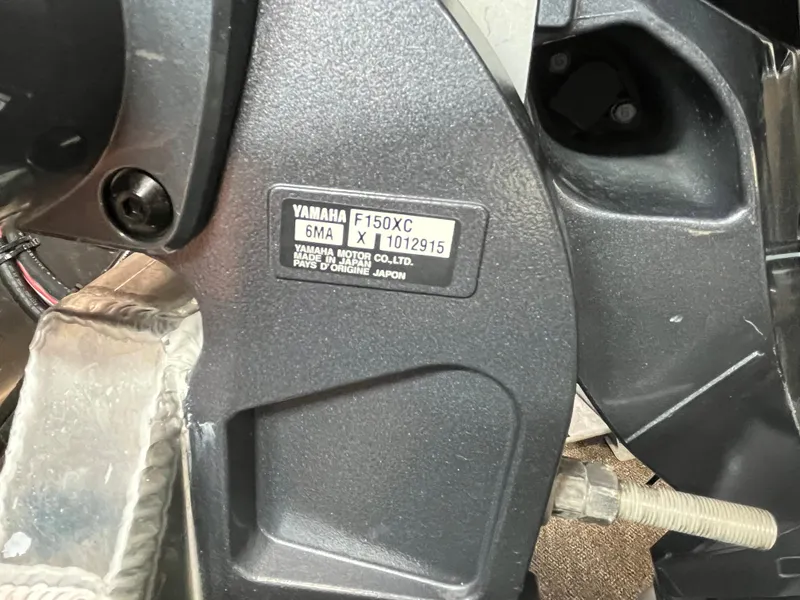 YAMAHA F150XC
6MA X 1012915
YAMAHA MOTOR CO.,LTD.
MADE IN JAPAN
PAYS D'ORIGINE JAPON